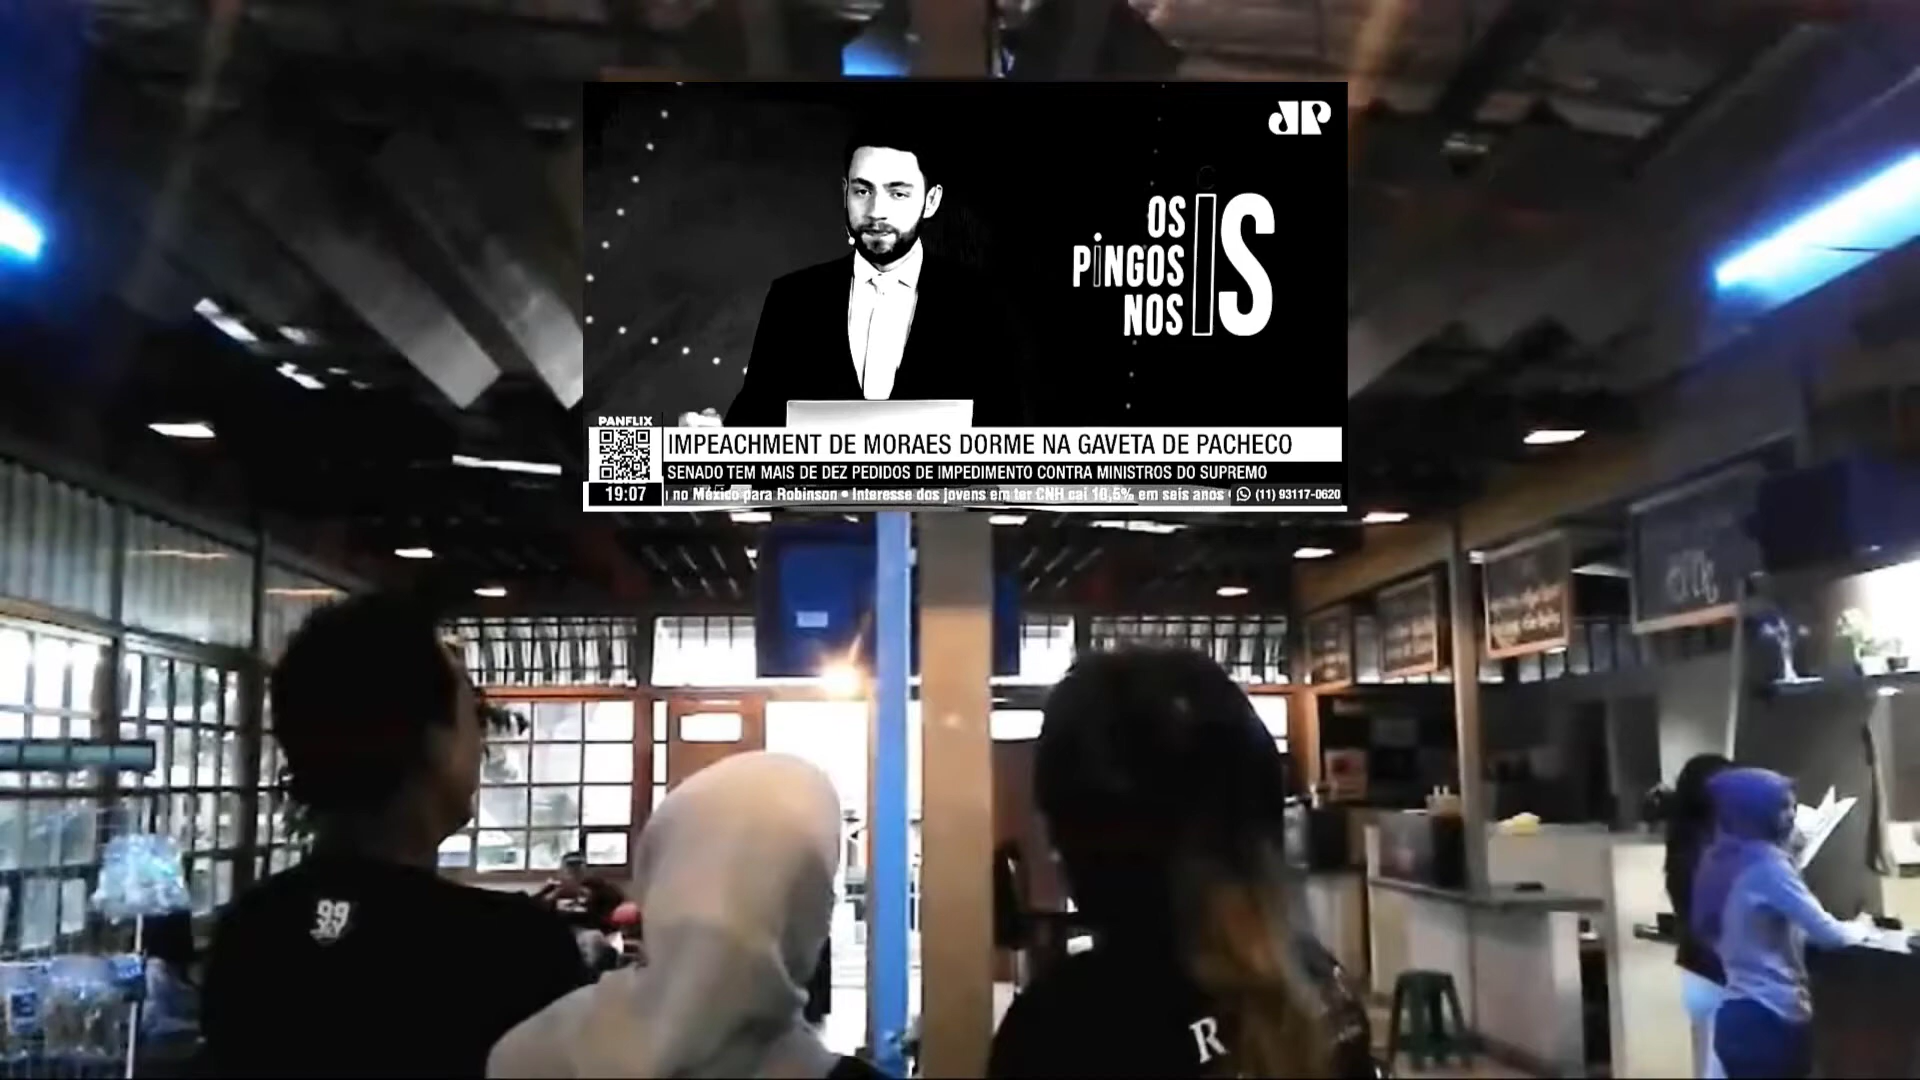 JP
OS
PiNGOS
NOS
iS
PANFLIX
IMPEACHMENT DE MORAES DORME NA GAVETA DE PACHECO
SENADO TEM MAIS DE DEZ PEDIDOS DE IMPEDIMENTO CONTRA MINISTROS DO SUPREMO
19:07
no México para Robinson • Interesse dos jovens em ter CNH cai 10,5% em seis anos
(11) 93117-0620
99
R